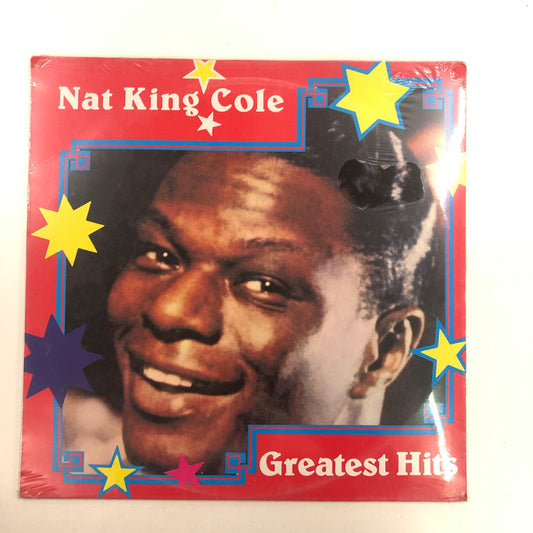 Nat King Cole
Greatest Hits